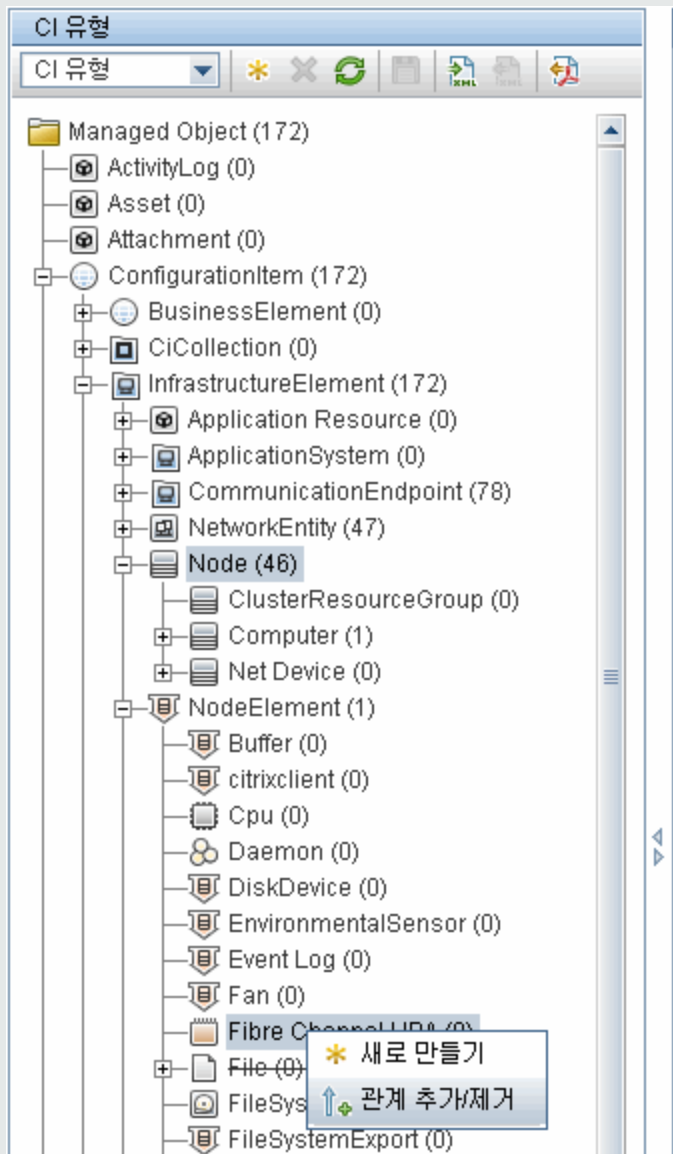 CI 유형
CI 유형
XML
XML
Managed Object (172)
ActivityLog (0)
Asset (0)
Attachment (0)
ConfigurationItem (172)
BusinessElement (0)
CiCollection (0)
InfrastructureElement (172)
Application Resource (0)
ApplicationSystem (0)
CommunicationEndpoint (78)
NetworkEntity (47)
Node (46)
ClusterResourceGroup (0)
Computer (1)
Net Device (0)
NodeElement (1)
Buffer (0)
citrixclient (0)
Cpu (0)
Daemon (0)
DiskDevice (0)
EnvironmentalSensor (0)
Event Log (0)
Fan (0)
Fibre Channel HBA (0)
새로 만들기
File (0)
관계 추가/제거
FileSys
FileSystemExport (0)